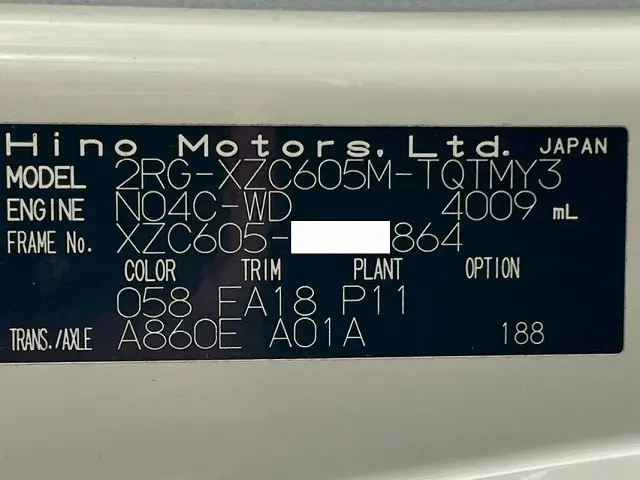 Hino Motors, Ltd. JAPAN
MODEL 2RG-XZC605M-TQTMY3
ENGINE N04C-WD 4009 mL
FRAME No. XZC605- 864
COLOR TRIM PLANT OPTION
058 FA18 P11
TRANS./AXLE A860E A01A 188